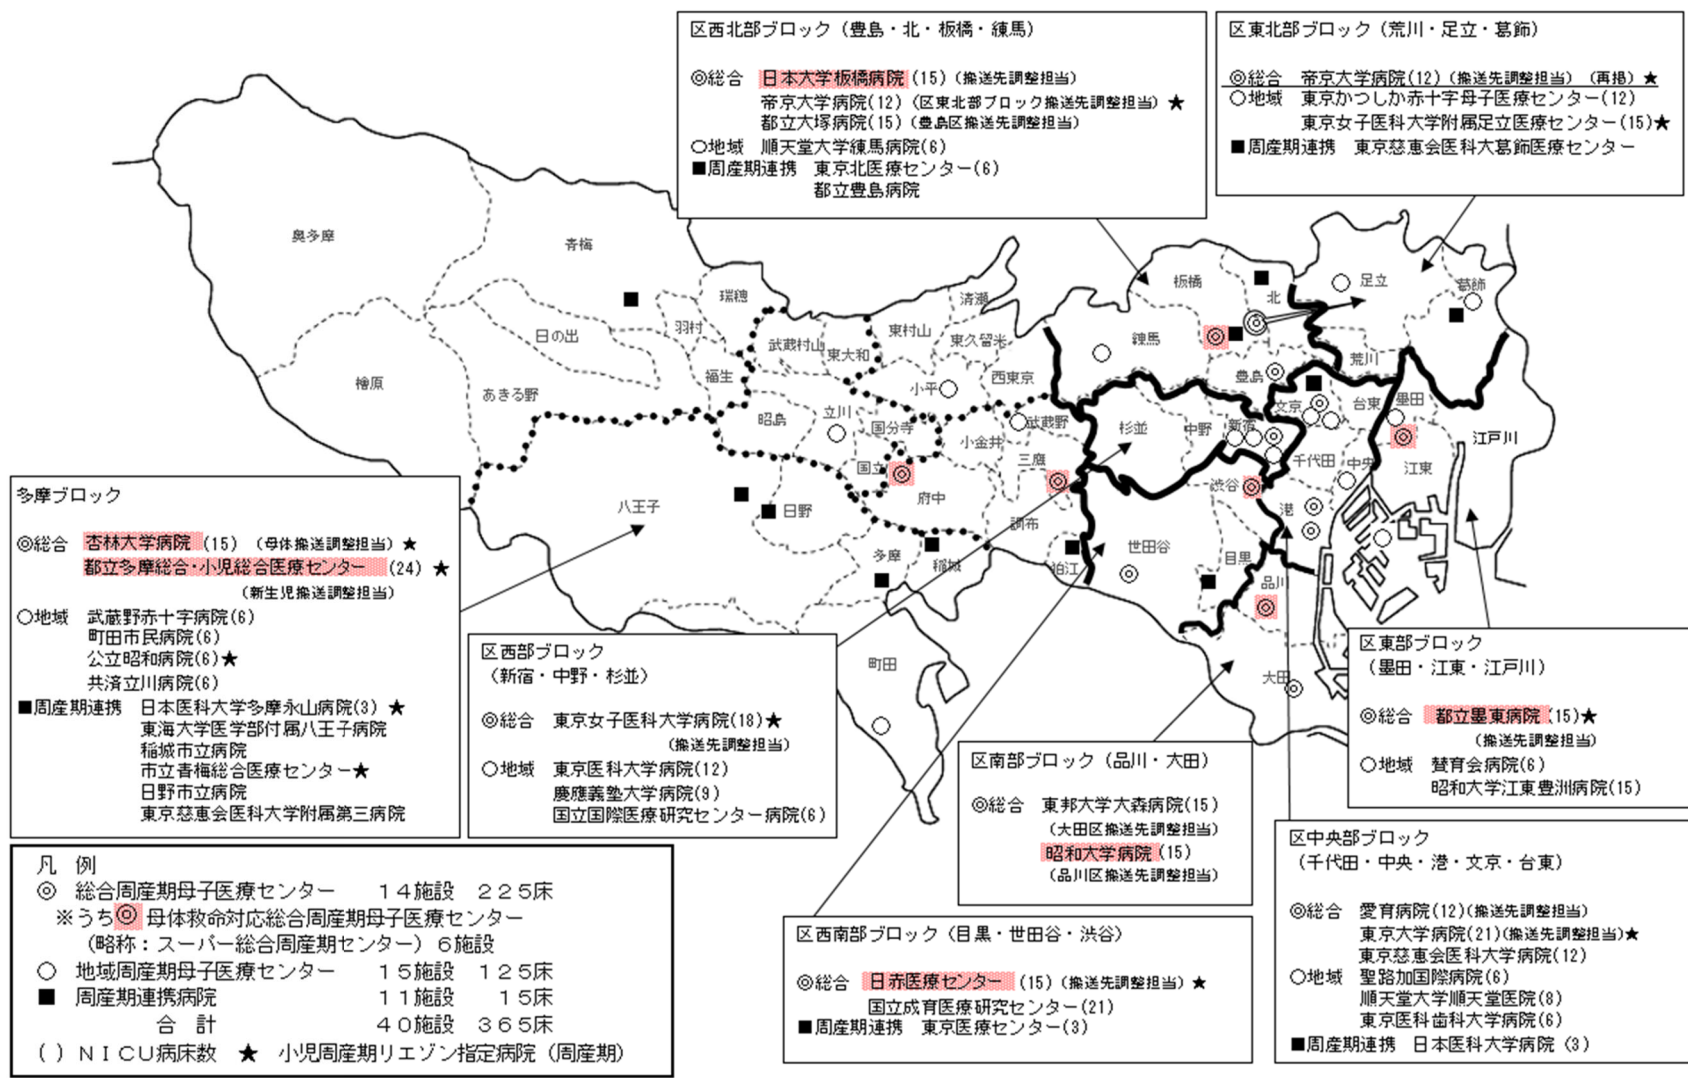 区西北部ブロック（豊島・北・板橋・練馬）
◎総合 日本大学板橋病院(15)（搬送先調整担当）
帝京大学病院(12)（区東北部ブロック搬送先調整担当）★
都立大塚病院(15)（豊島区搬送先調整担当）
○地域 順天堂大学練馬病院(6)
■周産期連携 東京北医療センター(6)
都立豊島病院
区東北部ブロック（荒川・足立・葛飾）
◎総合 帝京大学病院(12)（搬送先調整担当）（再掲）★
○地域 東京かつしか赤十字母子医療センター(12)
東京女子医科大学附属足立医療センター(15)★
■周産期連携 東京慈恵会医科大葛飾医療センター
奥多摩
青梅
瑞穂
羽村
日の出
檜原
あきる野
福生
武蔵村山
東大和
東村山
清瀬
東久留米
西東京
小平
昭島
立川
国分寺
国立
小金井
武蔵野
三鷹
府中
調布
八王子
日野
多摩
稲城
狛江
町田
板橋
北
足立
葛飾
練馬
豊島
荒川
文京
台東
墨田
杉並
中野
新宿
千代田
中央
江東
江戸川
渋谷
港
世田谷
目黒
品川
大田
多摩ブロック
◎総合 杏林大学病院(15)（母体搬送調整担当）★
都立多摩総合・小児総合医療センター(24)★
（新生児搬送調整担当）
○地域 武蔵野赤十字病院(6)
町田市民病院(6)
公立昭和病院(6)★
共済立川病院(6)
■周産期連携 日本医科大学多摩永山病院(3)★
東海大学医学部付属八王子病院
稲城市立病院
市立青梅総合医療センター★
日野市立病院
東京慈恵会医科大学附属第三病院
区西部ブロック
（新宿・中野・杉並）
◎総合 東京女子医科大学病院(18)★
（搬送先調整担当）
○地域 東京医科大学病院(12)
慶應義塾大学病院(9)
国立国際医療研究センター病院(6)
区南部ブロック（品川・大田）
◎総合 東邦大学大森病院(15)
（大田区搬送先調整担当）
昭和大学病院(15)
（品川区搬送先調整担当）
区東部ブロック
（墨田・江東・江戸川）
◎総合 都立墨東病院(15)★
（搬送先調整担当）
○地域 賛育会病院(6)
昭和大学江東豊洲病院(15)
区西南部ブロック（目黒・世田谷・渋谷）
◎総合 日赤医療センター(15)（搬送先調整担当）★
国立成育医療研究センター(21)
■周産期連携 東京医療センター(3)
区中央部ブロック
（千代田・中央・港・文京・台東）
◎総合 愛育病院(12)（搬送先調整担当）
東京大学病院(21)（搬送先調整担当）★
東京慈恵会医科大学病院(12)
○地域 聖路加国際病院(6)
順天堂大学順天堂医院(8)
東京医科歯科大学病院(6)
■周産期連携 日本医科大学病院(3)
凡 例
◎ 総合周産期母子医療センター １４施設 ２２５床
※うち◎母体救命対応総合周産期母子医療センター
（略称：スーパー総合周産期センター）６施設
○ 地域周産期母子医療センター １５施設 １２５床
■ 周産期連携病院 １１施設 １５床
合 計 ４０施設 ３６５床
( ) ＮＩＣＵ病床数 ★ 小児周産期リエゾン指定病院（周産期）